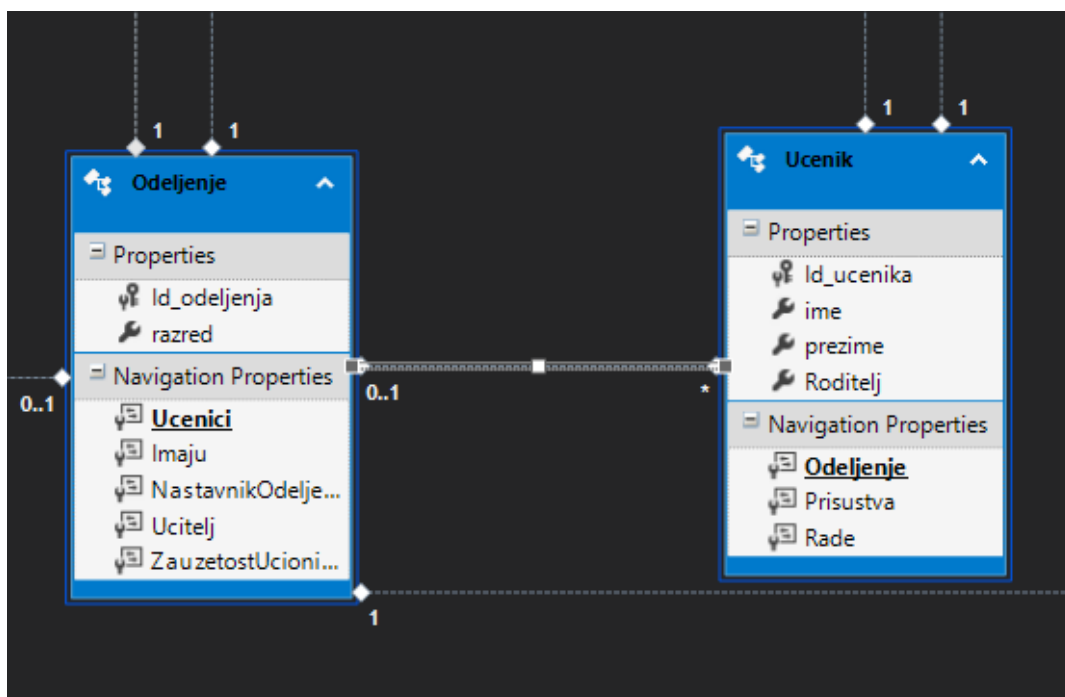 1
1
Odeljenje
Properties
Id_odeljenja
razred
Navigation Properties
Ucenici
Imaju
NastavnikOdelje...
Ucitelj
ZauzetostUcioni...
0..1
0..1
*
1
1
1
Ucenik
Properties
Id_ucenika
ime
prezime
Roditelj
Navigation Properties
Odeljenje
Prisustva
Rade